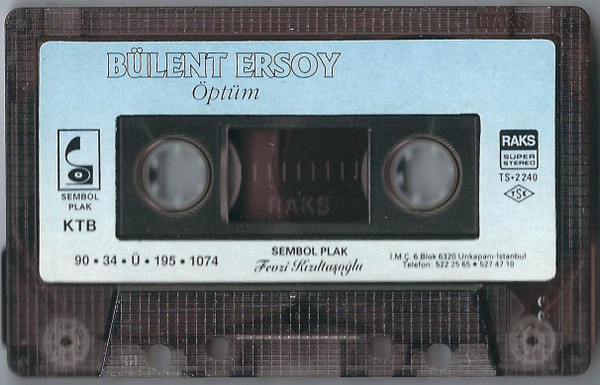 RAKS
BÜLENT ERSOY
Öptüm
SEMBOL
PLAK
KTB
RAKS
SÜPER
STEREO
TS•2240
TSK
RAKS
90 • 34 • Ü • 195 • 1074
SEMBOL PLAK
Fevzi Kızıltaşoğlu
İ.M.Ç. 6.Blok 6320 Unkapanı-İstanbul
Telefon: 522 25 65 • 527 47 10